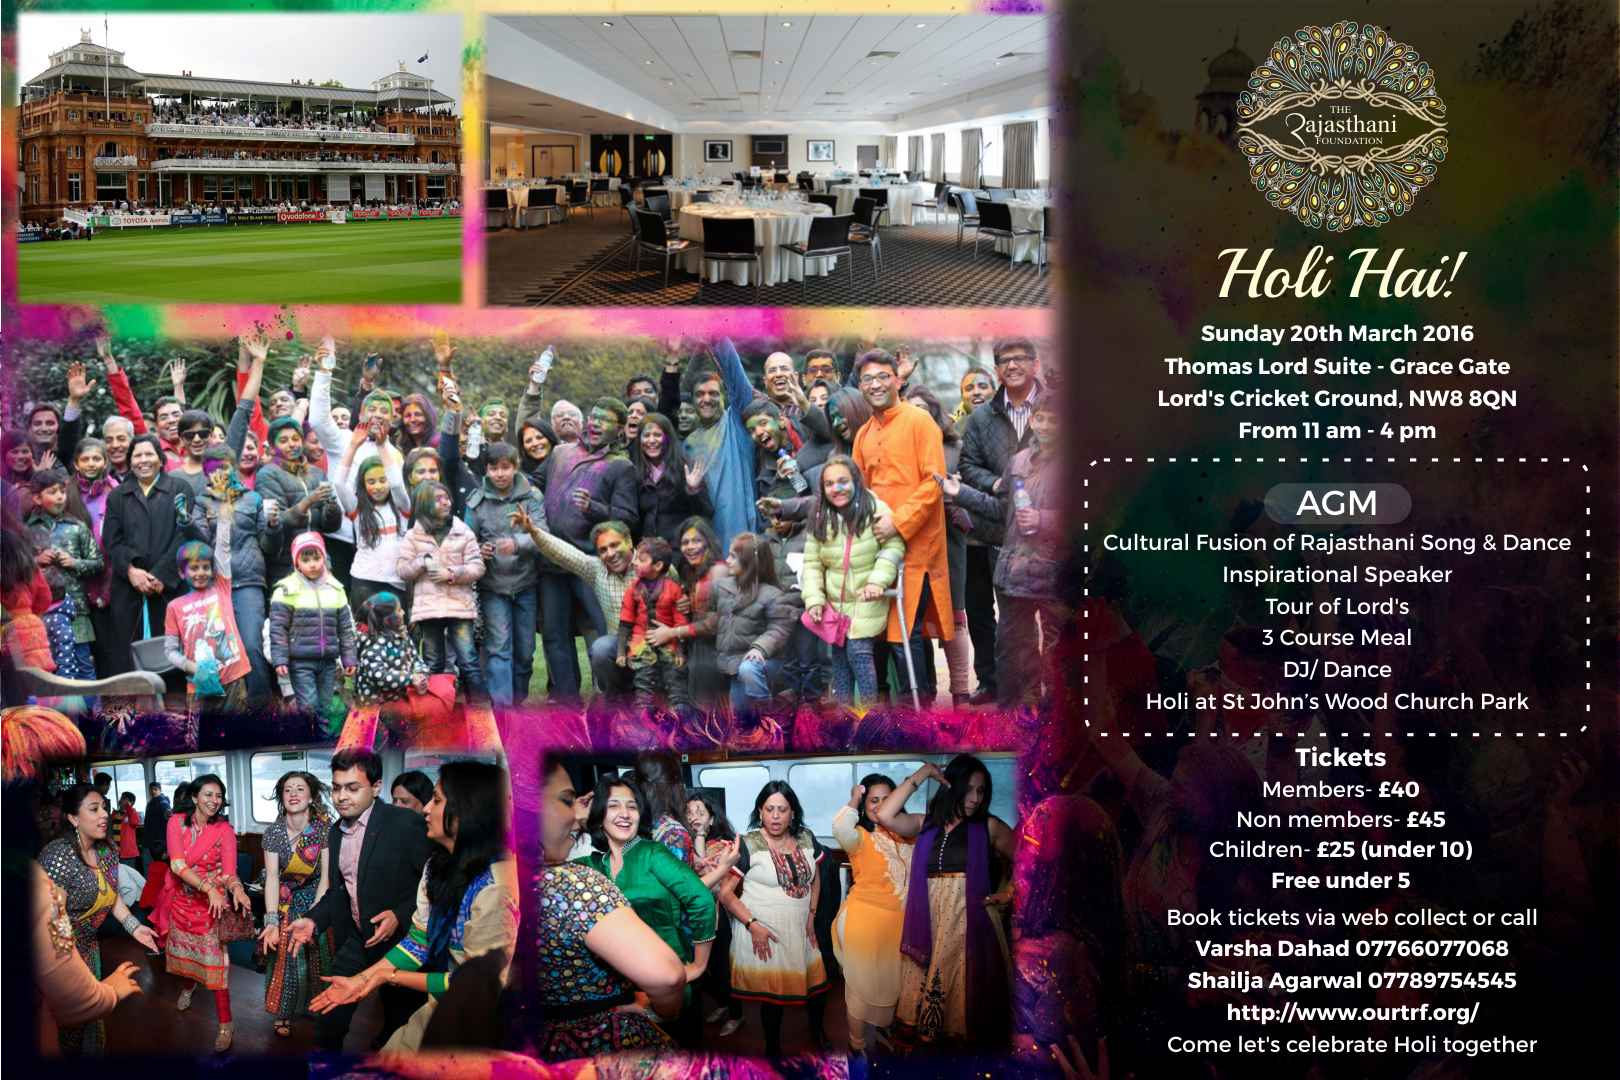 THE
Rajasthani
FOUNDATION
Holi Hai!
Sunday 20th March 2016
Thomas Lord Suite - Grace Gate
Lord's Cricket Ground, NW8 8QN
From 11 am - 4 pm
AGM
Cultural Fusion of Rajasthani Song & Dance
Inspirational Speaker
Tour of Lord's
3 Course Meal
DJ/ Dance
Holi at St John’s Wood Church Park
Tickets
Members- £40
Non members- £45
Children- £25 (under 10)
Free under 5
Book tickets via web collect or call
Varsha Dahad 07766077068
Shailja Agarwal 07789754545
http://www.ourtrf.org/
Come let's celebrate Holi together
TOYOTA
vodafone